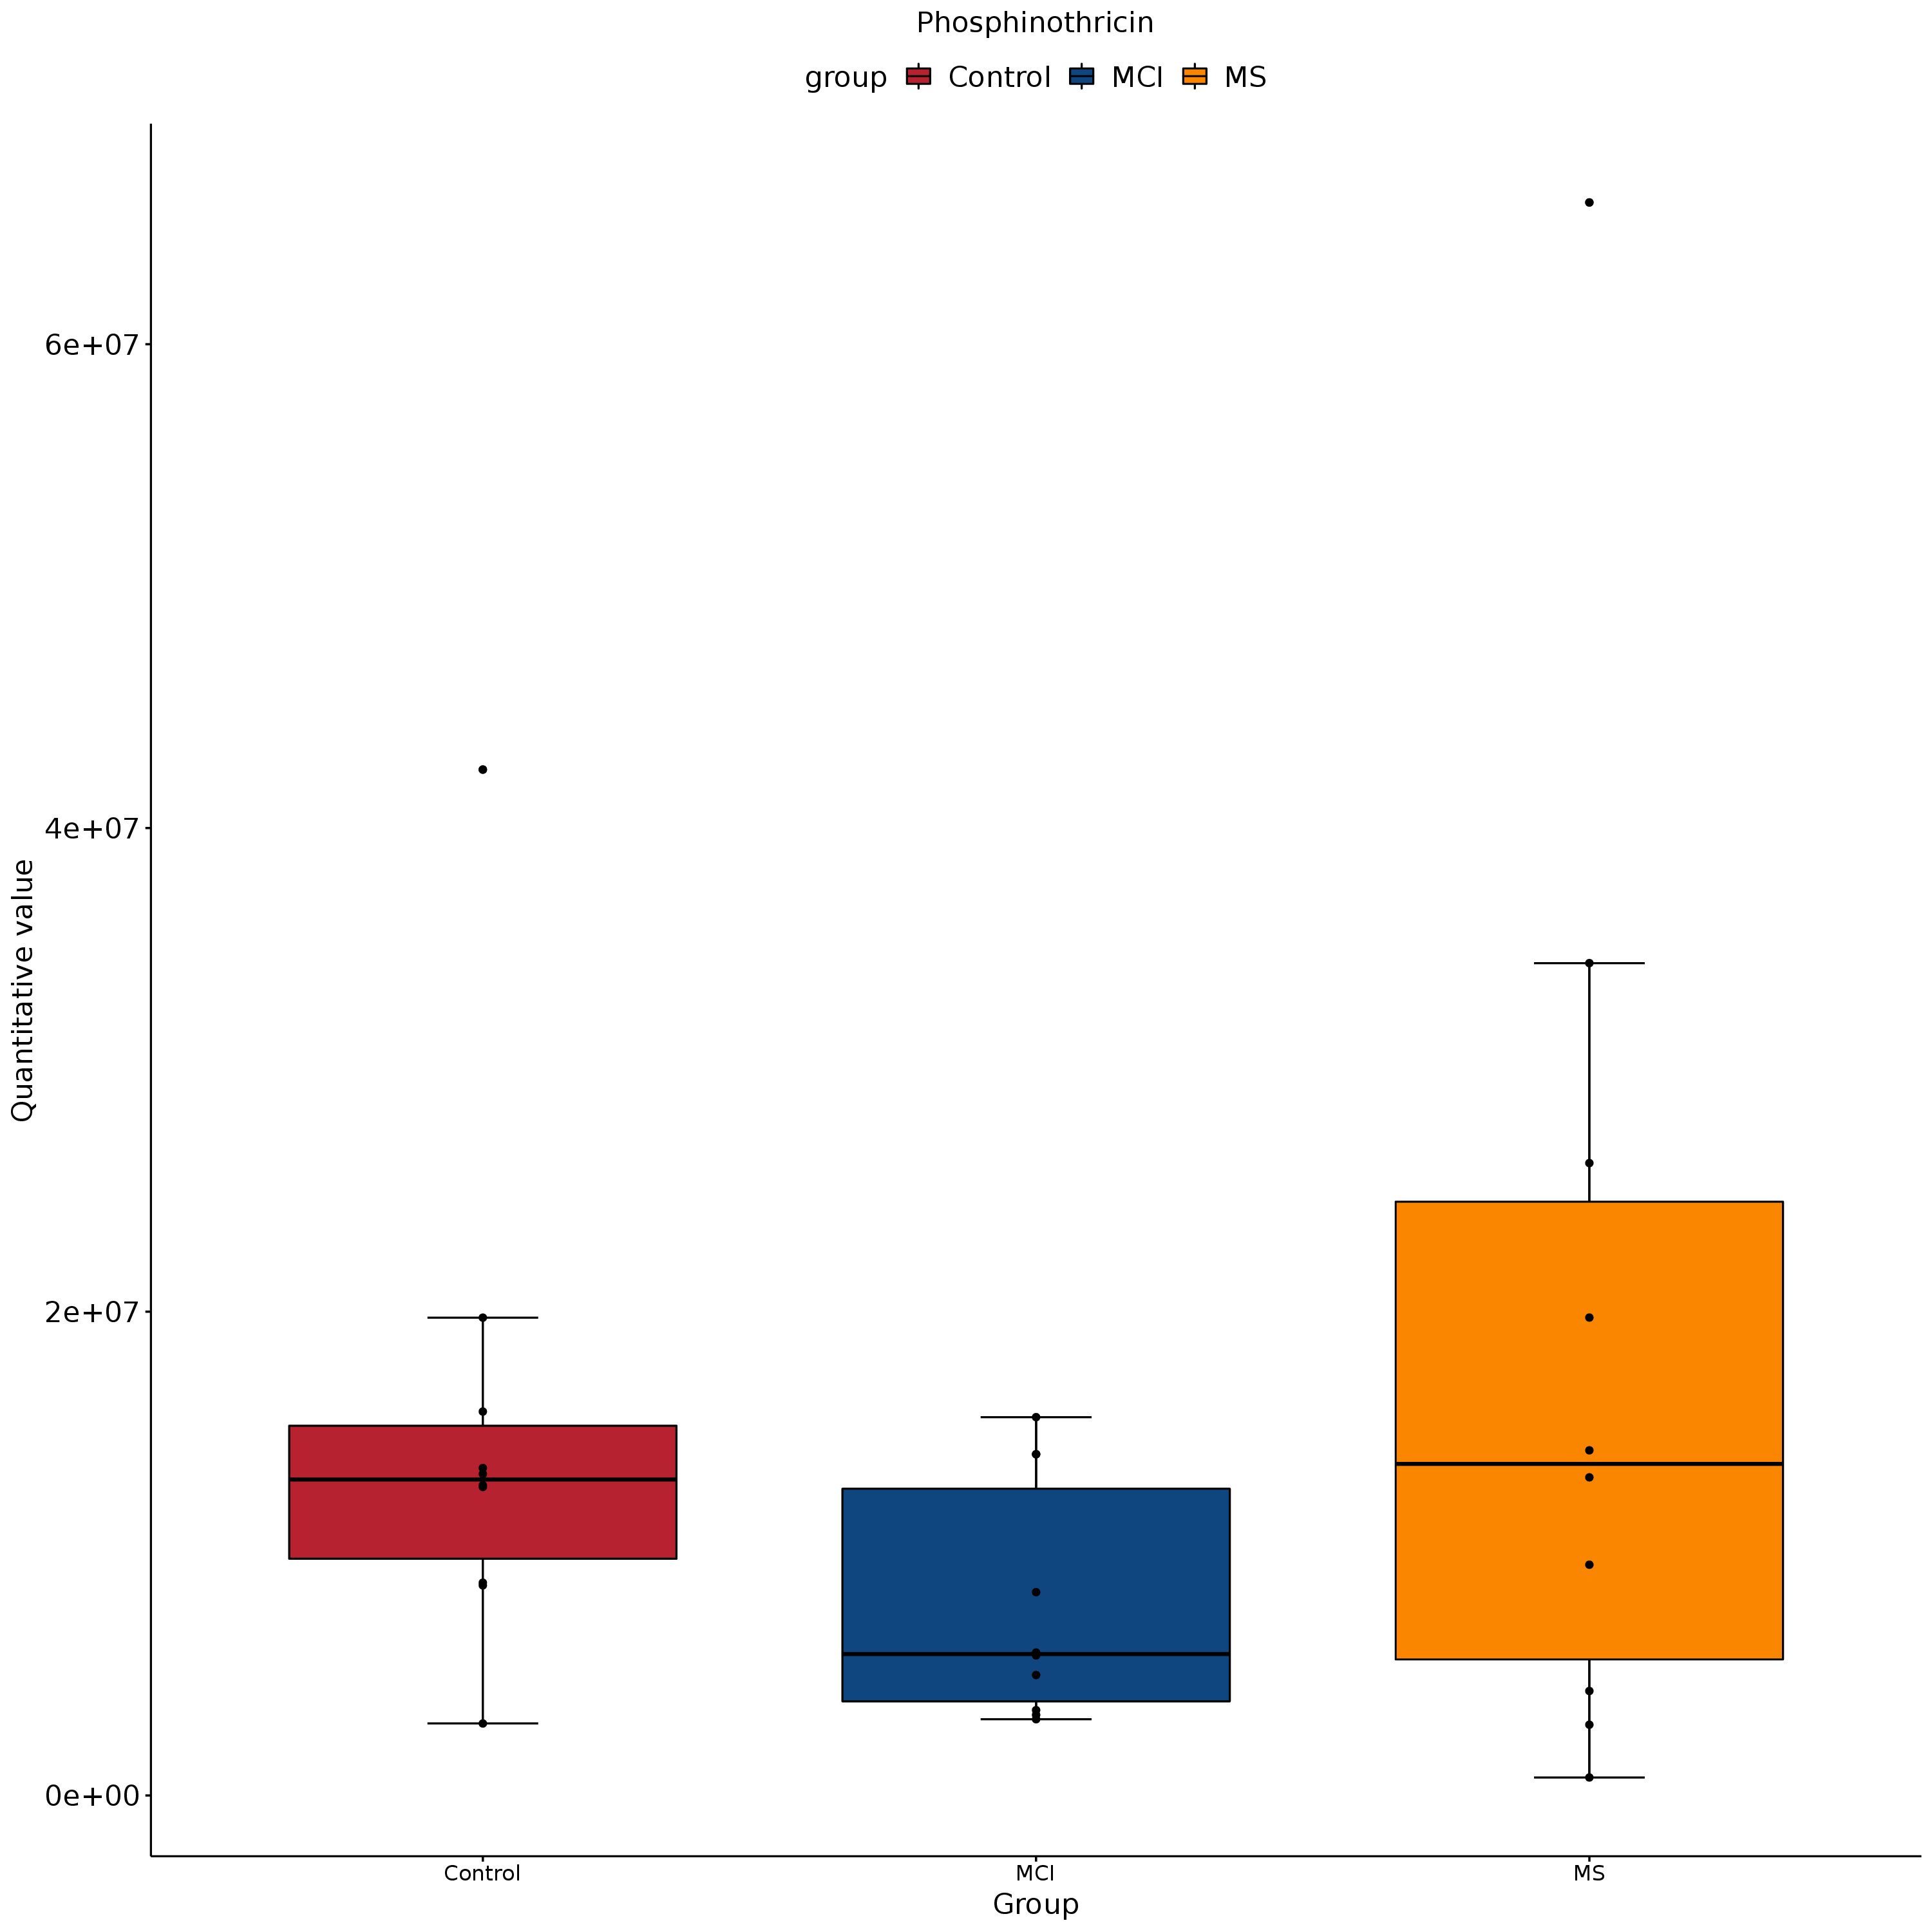 Phosphinothricin
group Control MCI MS
Quantitative value
6e+07
4e+07
2e+07
0e+00
Control MCI MS
Group